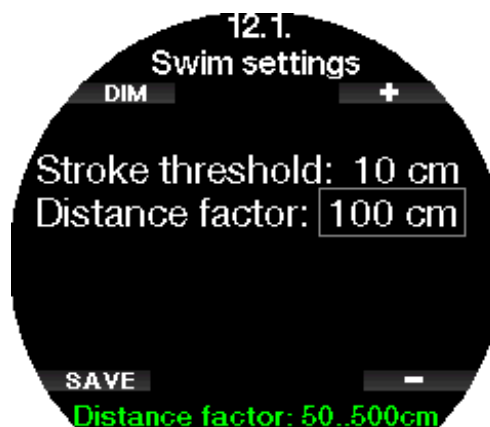 12.1.
Swim settings
DIM +
Stroke threshold: 10 cm
Distance factor: 100 cm
SAVE -
Distance factor: 50..500cm